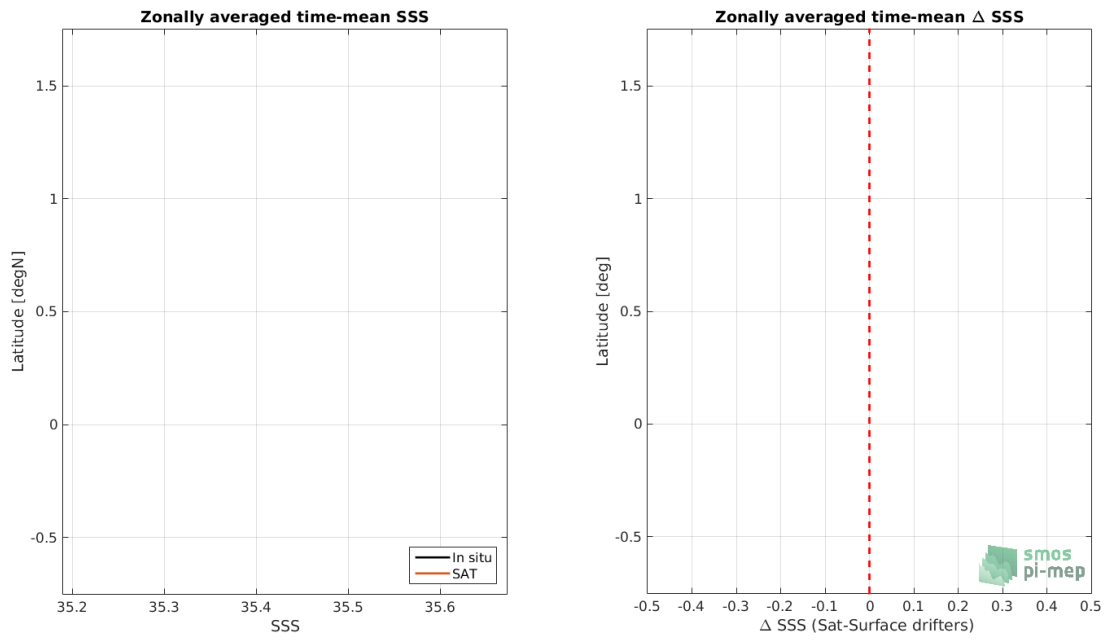 Zonally averaged time-mean SSS
1.5
1
0.5
0
-0.5
Latitude [degN]
35.2 35.3 35.4 35.5 35.6
SSS
In situ
SAT
Zonally averaged time-mean Δ SSS
1.5
1
0.5
0
-0.5
Latitude [deg]
-0.5 -0.4 -0.3 -0.2 -0.1 0 0.1 0.2 0.3 0.4 0.5
Δ SSS (Sat-Surface drifters)
smos
pi-mep